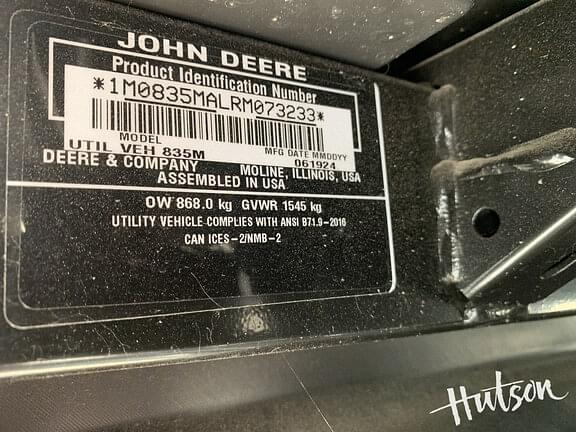 JOHN DEERE
Product Identification Number
*1M0835MALRM073233*
MODEL MFG DATE MMDDYY
UTIL VEH 835M 061924
DEERE & COMPANY MOLINE, ILLINOIS, USA
ASSEMBLED IN USA
OW 868.0 kg GVWR 1545 kg
UTILITY VEHICLE COMPLIES WITH ANSI B71.9-2016
CAN ICES-2/NMB-2
Hutson